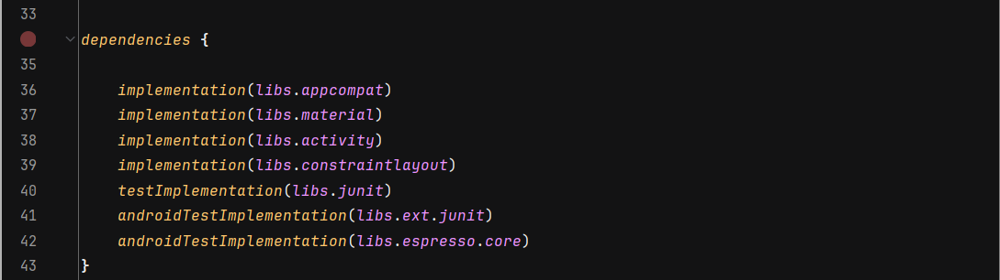 33
dependencies {
35
36 implementation(libs.appcompat)
37 implementation(libs.material)
38 implementation(libs.activity)
39 implementation(libs.constraintlayout)
40 testImplementation(libs.junit)
41 androidTestImplementation(libs.ext.junit)
42 androidTestImplementation(libs.espresso.core)
43 }